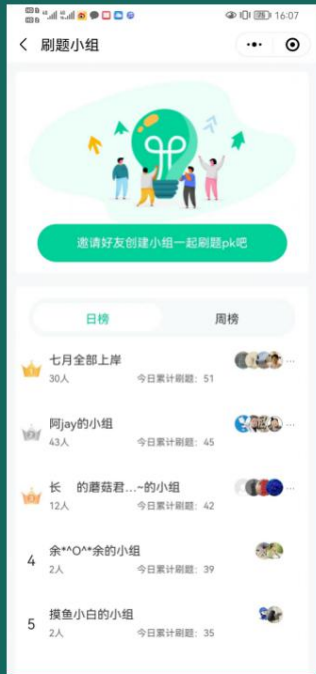 16:07
刷题小组
邀请好友创建小组一起刷题pk吧
日榜
周榜
七月全部上岸
30人
今日累计刷题：51
阿jay的小组
43人
今日累计刷题：45
长 的蘑菇君...~的小组
12人
今日累计刷题：42
4
余*^O^*余的小组
2人
今日累计刷题：39
5
摸鱼小白的小组
2人
今日累计刷题：35